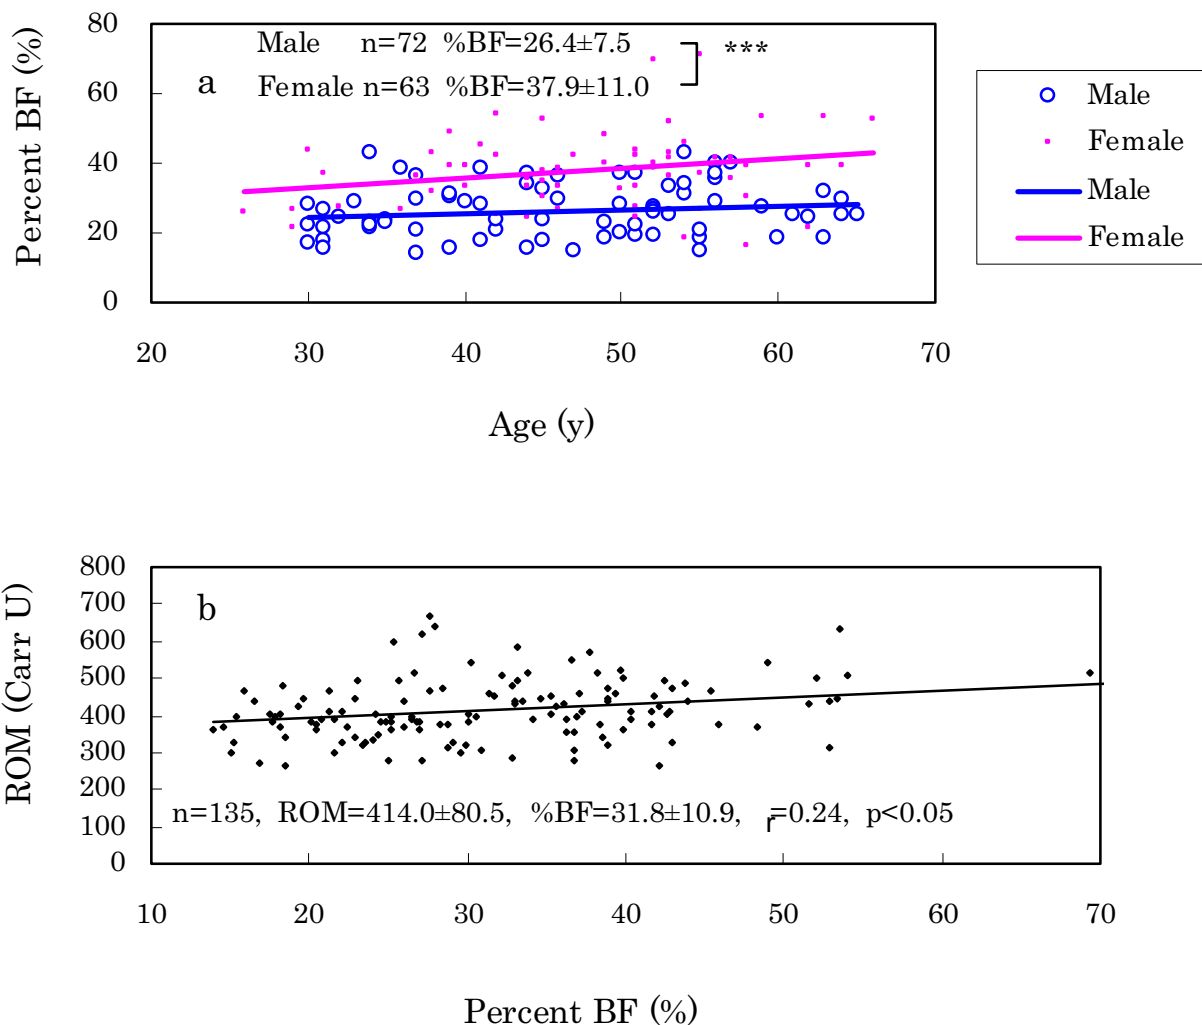 80
60
40
20
0
Percent BF (%)
a
Male n=72 %BF=26.4±7.5
Female n=63 %BF=37.9±11.0
***
20 30 40 50 60 70
Age (y)
Male
Female
Male
Female
800
700
600
500
400
300
200
100
0
ROM (Carr U)
b
n=135, ROM=414.0±80.5, %BF=31.8±10.9, r=0.24, p<0.05
10 20 30 40 50 60 70
Percent BF (%)